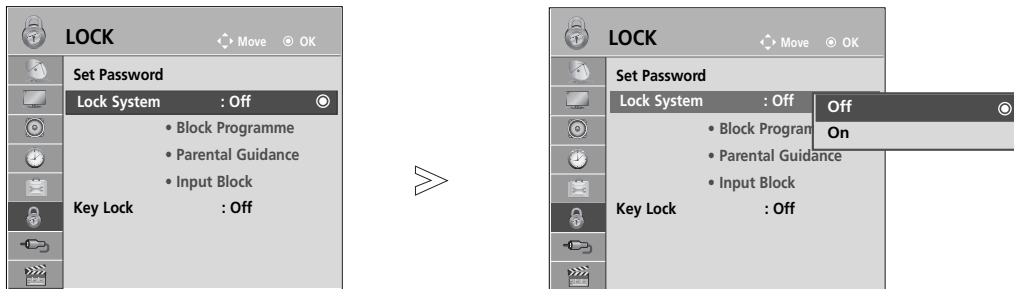 LOCK
Move OK
Set Password
Lock System : Off
• Block Programme
• Parental Guidance
• Input Block
Key Lock : Off
LOCK
Move OK
Set Password
Lock System : Off
Off
On
• Block Program
• Parental Guidance
• Input Block
Key Lock : Off